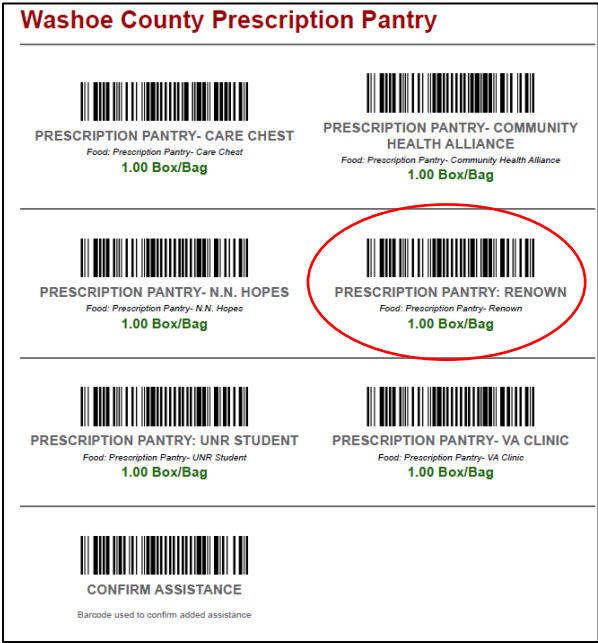 Washoe County Prescription Pantry
PRESCRIPTION PANTRY- CARE CHEST
Food: Prescription Pantry- Care Chest
1.00 Box/Bag
PRESCRIPTION PANTRY- COMMUNITY
HEALTH ALLIANCE
Food: Prescription Pantry- Community Health Alliance
1.00 Box/Bag
PRESCRIPTION PANTRY- N.N. HOPES
Food: Prescription Pantry- N.N. Hopes
1.00 Box/Bag
PRESCRIPTION PANTRY: RENOWN
Food: Prescription Pantry- Renown
1.00 Box/Bag
PRESCRIPTION PANTRY: UNR STUDENT
Food: Prescription Pantry- UNR Student
1.00 Box/Bag
PRESCRIPTION PANTRY- VA CLINIC
Food: Prescription Pantry- VA Clinic
1.00 Box/Bag
CONFIRM ASSISTANCE
Barcode used to confirm added assistance